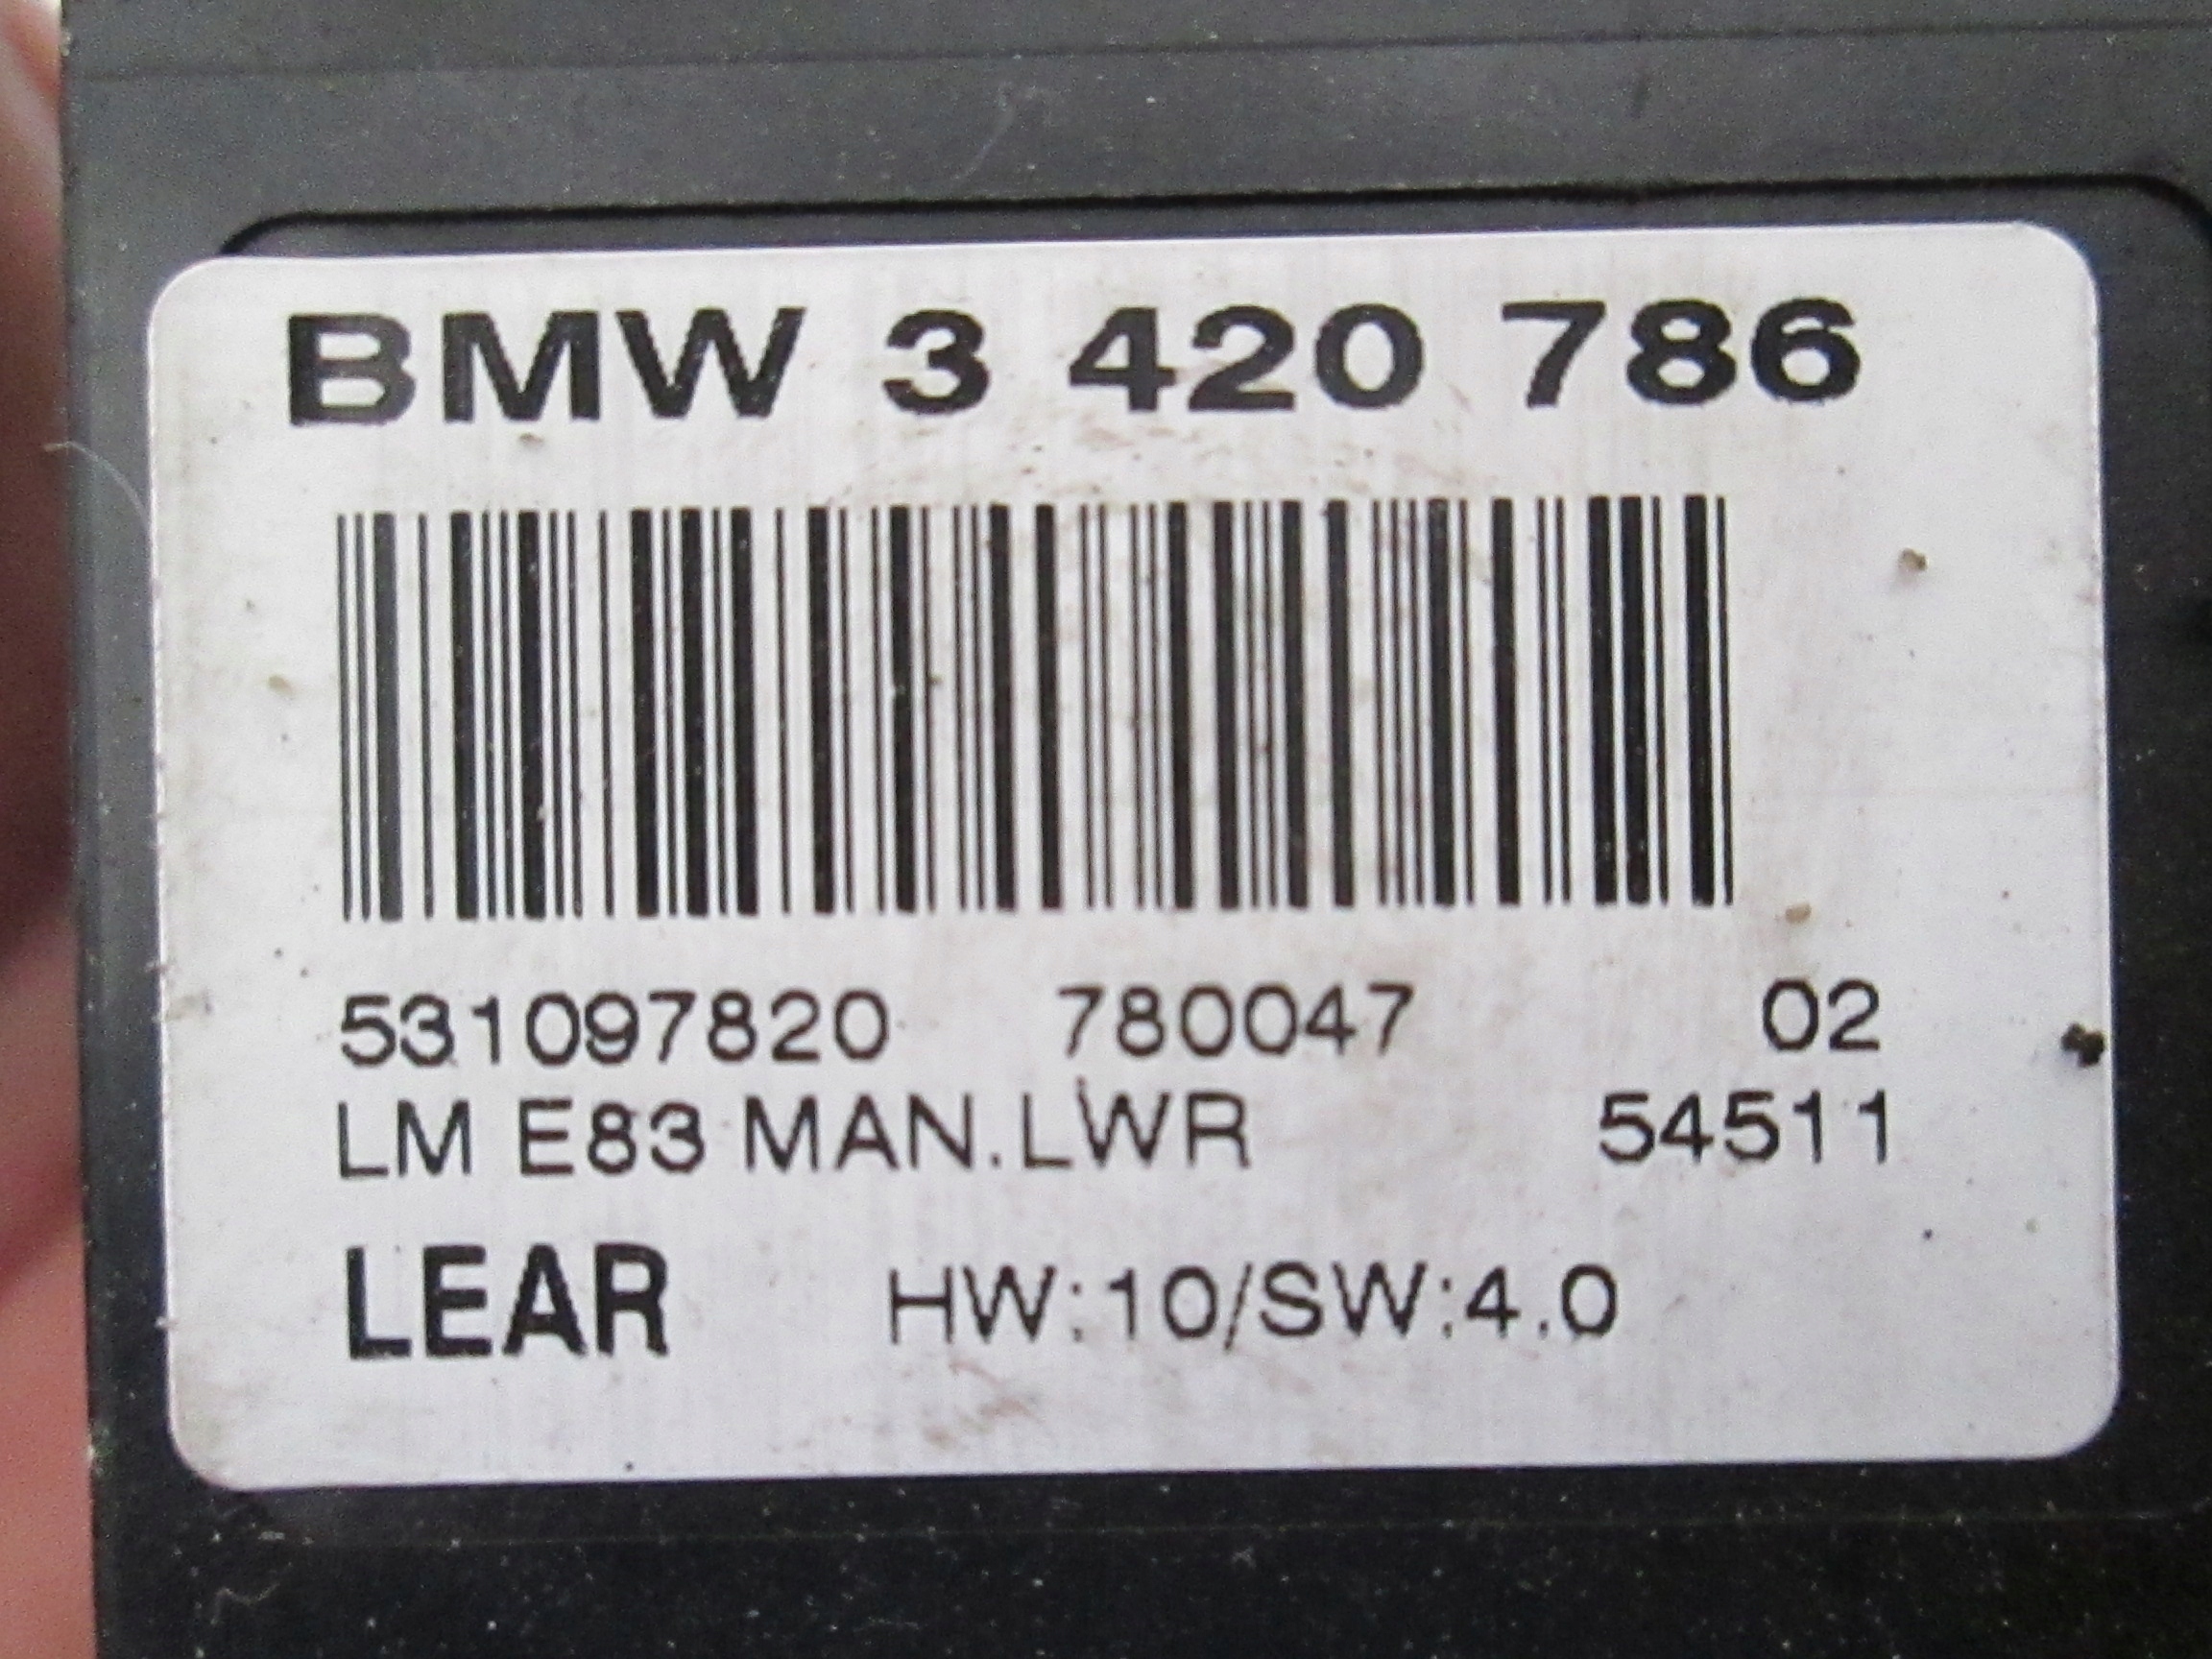 BMW 3 420 786
531097820 780047 02
LM E83 MAN.LWR 54511
LEAR HW:10/SW:4.0